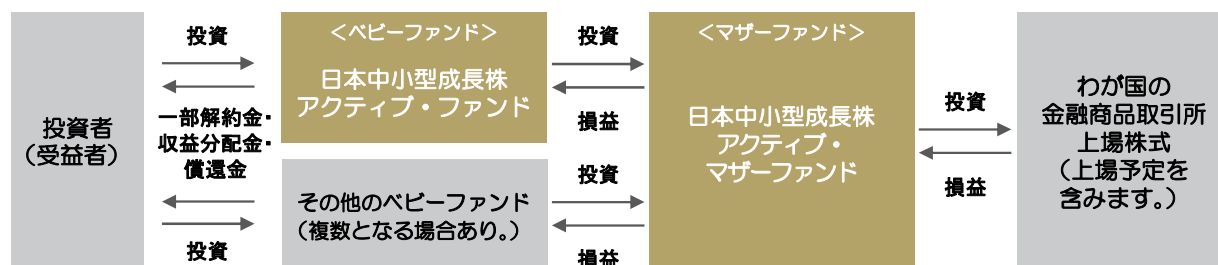 投資者
（受益者）
投資
一部解約金・
収益分配金・
償還金
投資
＜ベビーファンド＞
日本中小型成長株
アクティブ・ファンド
その他のベビーファンド
（複数となる場合あり。）
投資
損益
投資
損益
＜マザーファンド＞
日本中小型成長株
アクティブ・
マザーファンド
投資
損益
わが国の
金融商品取引所
上場株式
（上場予定を
含みます。）